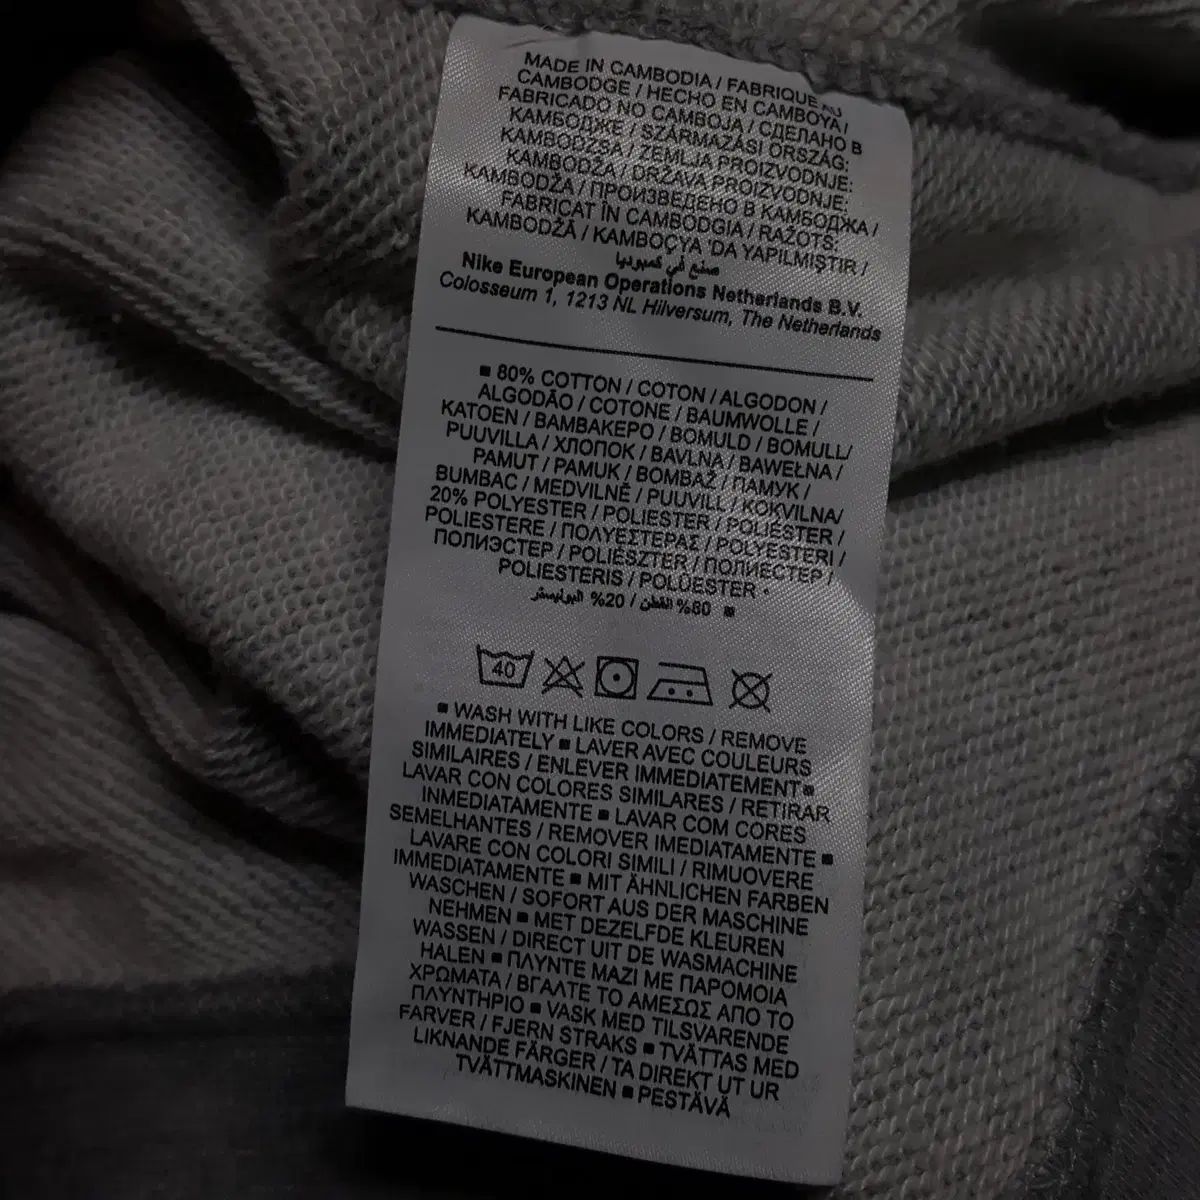 MADE IN CAMBODIA / FABRIQUE AU
CAMBODGE / HECHO EN CAMBOYA /
FABRICADO NO CAMBOJA / СДЕЛАНО В
КАМБОДЖЕ / SZÁRMAZÁSI ORSZÁG:
KAMBODZSA / ZEMLJA PROIZVODNJE:
KAMBODŽA / DRŽAVA PROIZVODNJE:
KAMBODŽA / ПРОИЗВЕДЕНО В КАМБОДЖА /
FABRICAT ÎN CAMBODGIA / RAŽOTS:
KAMBODŽĀ / KAMBOÇYA 'DA YAPILMIŞTIR /
صنع في كمبوديا
Nike European Operations Netherlands B.V.
Colosseum 1, 1213 NL Hilversum, The Netherlands
■ 80% COTTON / COTON / ALGODON /
ALGODÃO / COTONE / BAUMWOLLE /
KATOEN / ΒΑΜΒΑΚΕΡΟ / BOMULD / BOMULL/
PUUVILLA / ХЛОПОК / BAVLNA / BAWEŁNA /
PAMUT / PAMUK / BOMBAŽ / ПАМУК /
BUMBAC / MEDVILNĖ / PUUVILL / KOKVILNA/
20% POLYESTER / POLIESTER / POLIÉSTER /
POLIESTERE / ΠΟΛΥΕΣΤΕΡΑΣ / POLYESTERI /
ПОЛИЭСТЕР / POLIÉSZTER / ПОЛИЕСТЕР /
POLIESTERIS / POLÜESTER •
■ 80% القطن / 20% البوليستر
40
■ WASH WITH LIKE COLORS / REMOVE
IMMEDIATELY ■ LAVER AVEC COULEURS
SIMILAIRES / ENLEVER IMMEDIATEMENT ■
LAVAR CON COLORES SIMILARES / RETIRAR
INMEDIATAMENTE ■ LAVAR COM CORES
SEMELHANTES / REMOVER IMEDIATAMENTE ■
LAVARE CON COLORI SIMILI / RIMUOVERE
IMMEDIATAMENTE ■ MIT ÄHNLICHEN FARBEN
WASCHEN / SOFORT AUS DER MASCHINE
NEHMEN ■ MET DEZELFDE KLEUREN
WASSEN / DIRECT UIT DE WASMACHINE
HALEN ■ ΠΛΥΝΤΕ ΜΑΖΙ ΜΕ ΠΑΡΟΜΟΙΑ
ΧΡΩΜΑΤΑ / ΒΓΑΛΤΕ ΤΟ ΑΜΕΣΩΣ ΑΠΟ ΤΟ
ΠΛΥΝΤΗΡΙΟ ■ VASK MED TILSVARENDE
FARVER / FJERN STRAKS ■ TVÄTTAS MED
LIKNANDE FÄRGER / TA DIREKT UT UR
TVÄTTMASKINEN ■ PESTÄVÄ